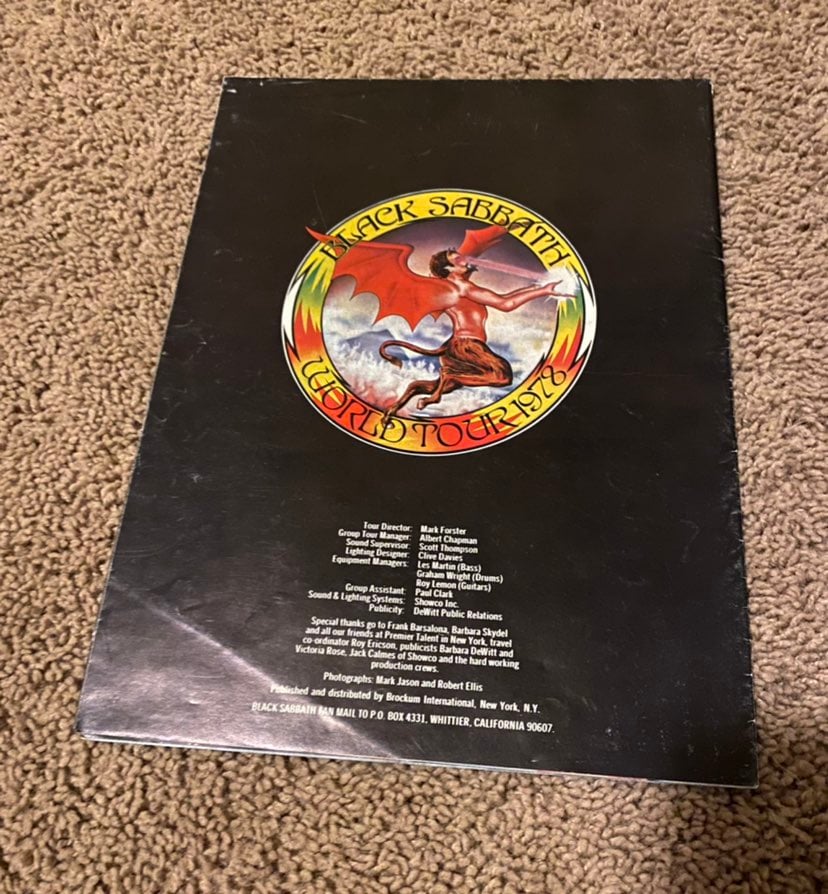 BLACK SABBATH
WORLD TOUR 1978
Tour Director: Mark Forster
Group Tour Manager: Albert Chapman
Sound Supervisor: Scott Thompson
Lighting Designer: Clive Davies
Equipment Managers: Les Martin (Bass)
Graham Wright (Drums)
Roy Lemon (Guitars)
Group Assistant: Paul Clark
Sound & Lighting Systems: Showco Inc.
Publicity: DeWitt Public Relations
Special thanks go to Frank Barsalona, Barbara Skydel
and all our friends at Premier Talent in New York, travel
co-ordinator Roy Ericson, publicists Barbara DeWitt and
Victoria Rose, Jack Calmes of Showco and the hard working
production crews.
Photographs: Mark Jason and Robert Ellis
Published and distributed by Brockum International, New York, N.Y.
BLACK SABBATH FAN MAIL TO P.O. BOX 4331, WHITTIER, CALIFORNIA 90607.